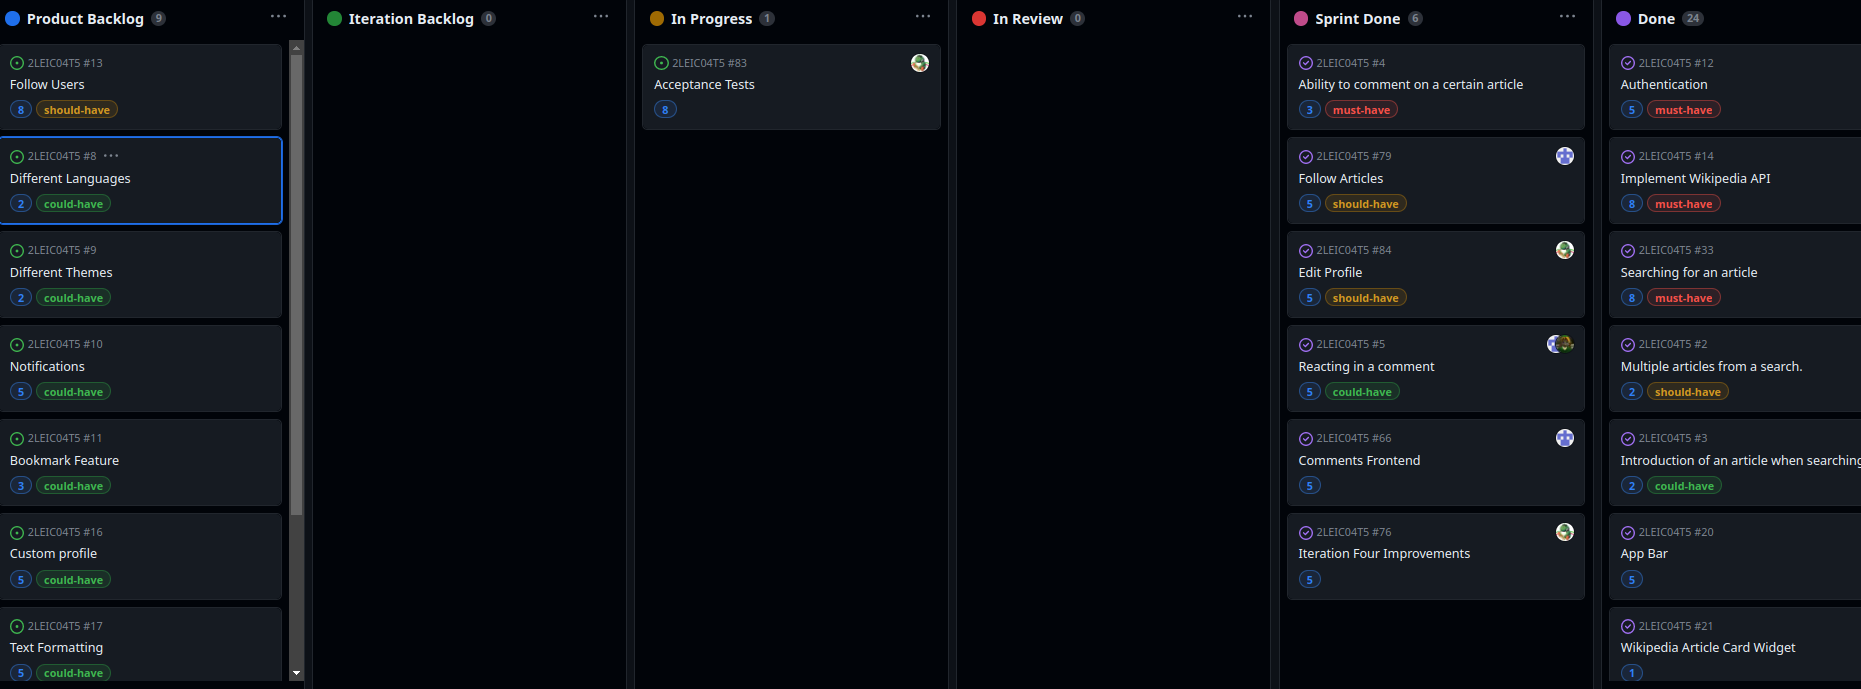 Product Backlog 9
2LEIC04T5 #13
Follow Users
8 should-have
2LEIC04T5 #8
Different Languages
2 could-have
2LEIC04T5 #9
Different Themes
2 could-have
2LEIC04T5 #10
Notifications
5 could-have
2LEIC04T5 #11
Bookmark Feature
3 could-have
2LEIC04T5 #16
Custom profile
5 could-have
2LEIC04T5 #17
Text Formatting
5 could-have
Iteration Backlog 0
In Progress 1
2LEIC04T5 #83
Acceptance Tests
8
In Review 0
Sprint Done 6
2LEIC04T5 #4
Ability to comment on a certain article
3 must-have
2LEIC04T5 #79
Follow Articles
5 should-have
2LEIC04T5 #84
Edit Profile
5 should-have
2LEIC04T5 #5
Reacting in a comment
5 could-have
2LEIC04T5 #66
Comments Frontend
5
2LEIC04T5 #76
Iteration Four Improvements
5
Done 24
2LEIC04T5 #12
Authentication
5 must-have
2LEIC04T5 #14
Implement Wikipedia API
8 must-have
2LEIC04T5 #33
Searching for an article
8 must-have
2LEIC04T5 #2
Multiple articles from a search.
2 should-have
2LEIC04T5 #3
Introduction of an article when searching
2 could-have
2LEIC04T5 #20
App Bar
5
2LEIC04T5 #21
Wikipedia Article Card Widget
1